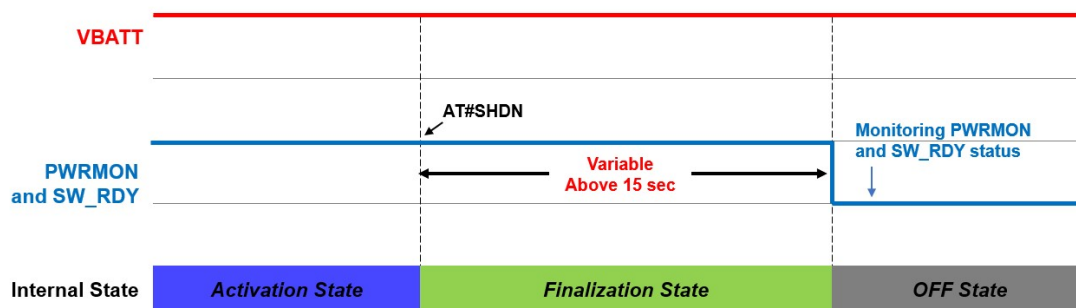 VBATT
AT#SHDN
Monitoring PWRMON
and SW_RDY status
PWRMON
and SW_RDY
Variable
Above 15 sec
Internal State
Activation State
Finalization State
OFF State